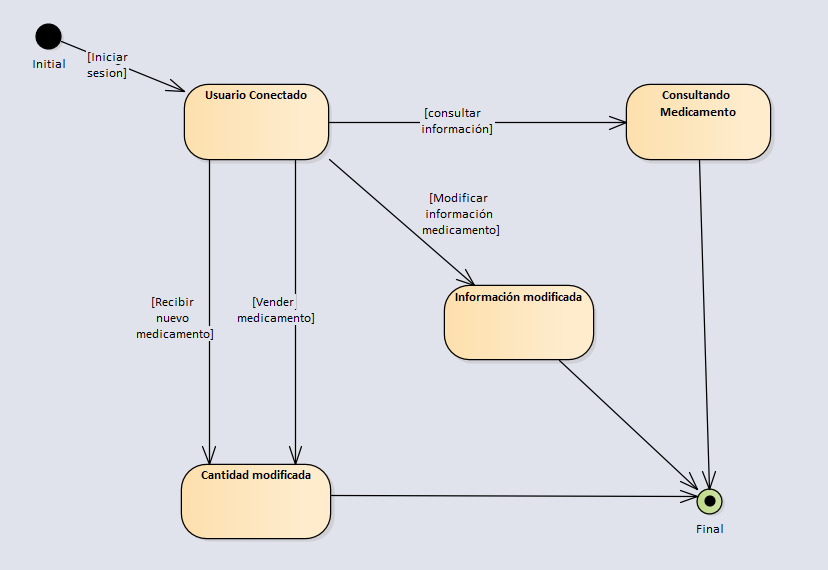 Initial
[Iniciar
sesion]
Usuario Conectado
[consultar
información]
Consultando
Medicamento
[Modificar
información
medicamento]
Información modificada
[Recibir
nuevo
medicamento]
[Vender
medicamento]
Cantidad modificada
Final